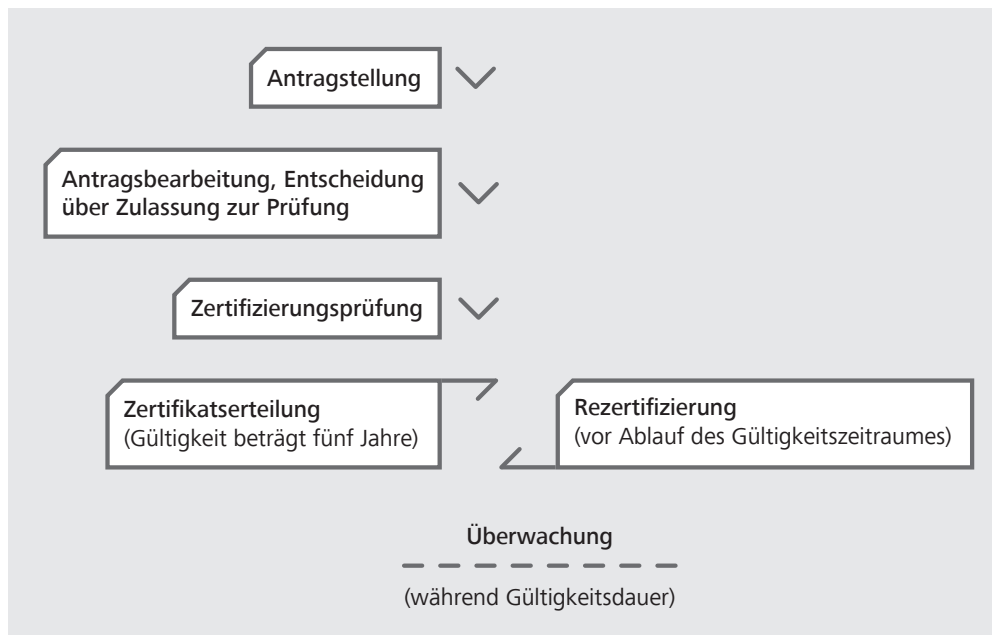 Antragstellung
Antragsbearbeitung, Entscheidung
über Zulassung zur Prüfung
Zertifizierungsprüfung
Zertifikatserteilung
(Gültigkeit beträgt fünf Jahre)
Rezertifizierung
(vor Ablauf des Gültigkeitszeitraumes)
Überwachung
(während Gültigkeitsdauer)